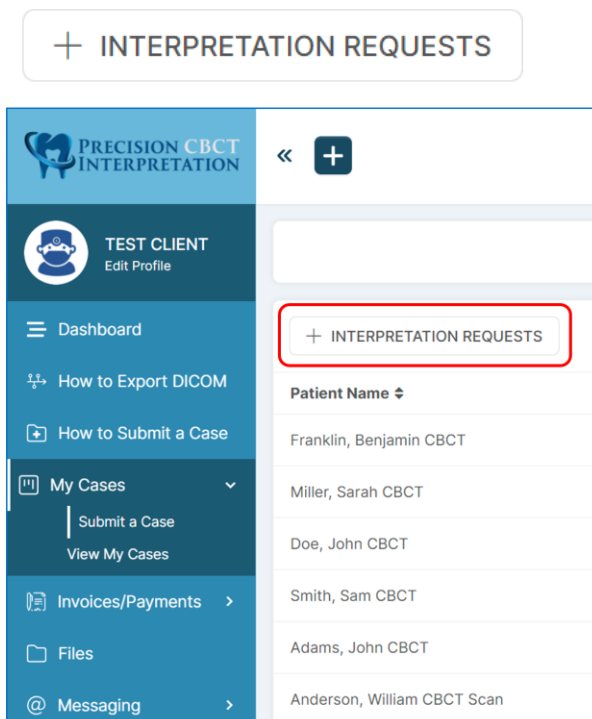 + INTERPRETATION REQUESTS
PRECISION CBCT
INTERPRETATION
« +
TEST CLIENT
Edit Profile
Dashboard
How to Export DICOM
How to Submit a Case
My Cases
Submit a Case
View My Cases
Invoices/Payments >
Files
@ Messaging >
+ INTERPRETATION REQUESTS
Patient Name
Franklin, Benjamin CBCT
Miller, Sarah CBCT
Doe, John CBCT
Smith, Sam CBCT
Adams, John CBCT
Anderson, William CBCT Scan